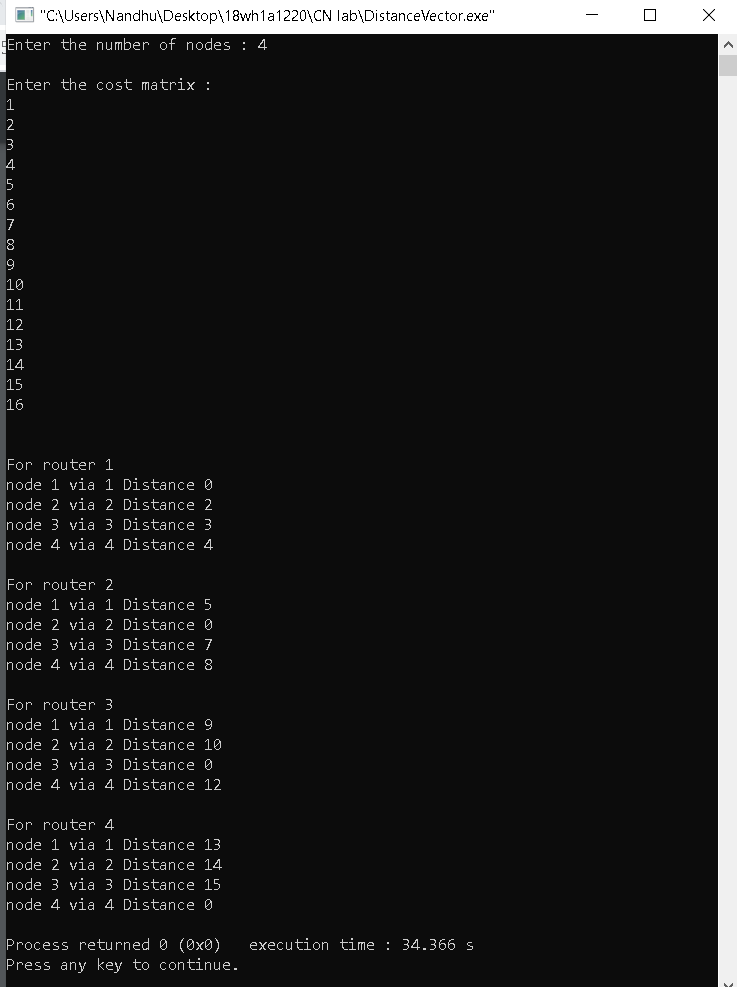 "C:\Users\Nandhu\Desktop\18wh1a1220\CN lab\DistanceVector.exe"
Enter the number of nodes : 4
Enter the cost matrix :
1
2
3
4
5
6
7
8
9
10
11
12
13
14
15
16
For router 1
node 1 via 1 Distance 0
node 2 via 2 Distance 2
node 3 via 3 Distance 3
node 4 via 4 Distance 4
For router 2
node 1 via 1 Distance 5
node 2 via 2 Distance 0
node 3 via 3 Distance 7
node 4 via 4 Distance 8
For router 3
node 1 via 1 Distance 9
node 2 via 2 Distance 10
node 3 via 3 Distance 0
node 4 via 4 Distance 12
For router 4
node 1 via 1 Distance 13
node 2 via 2 Distance 14
node 3 via 3 Distance 15
node 4 via 4 Distance 0
Process returned 0 (0x0)   execution time : 34.366 s
Press any key to continue.